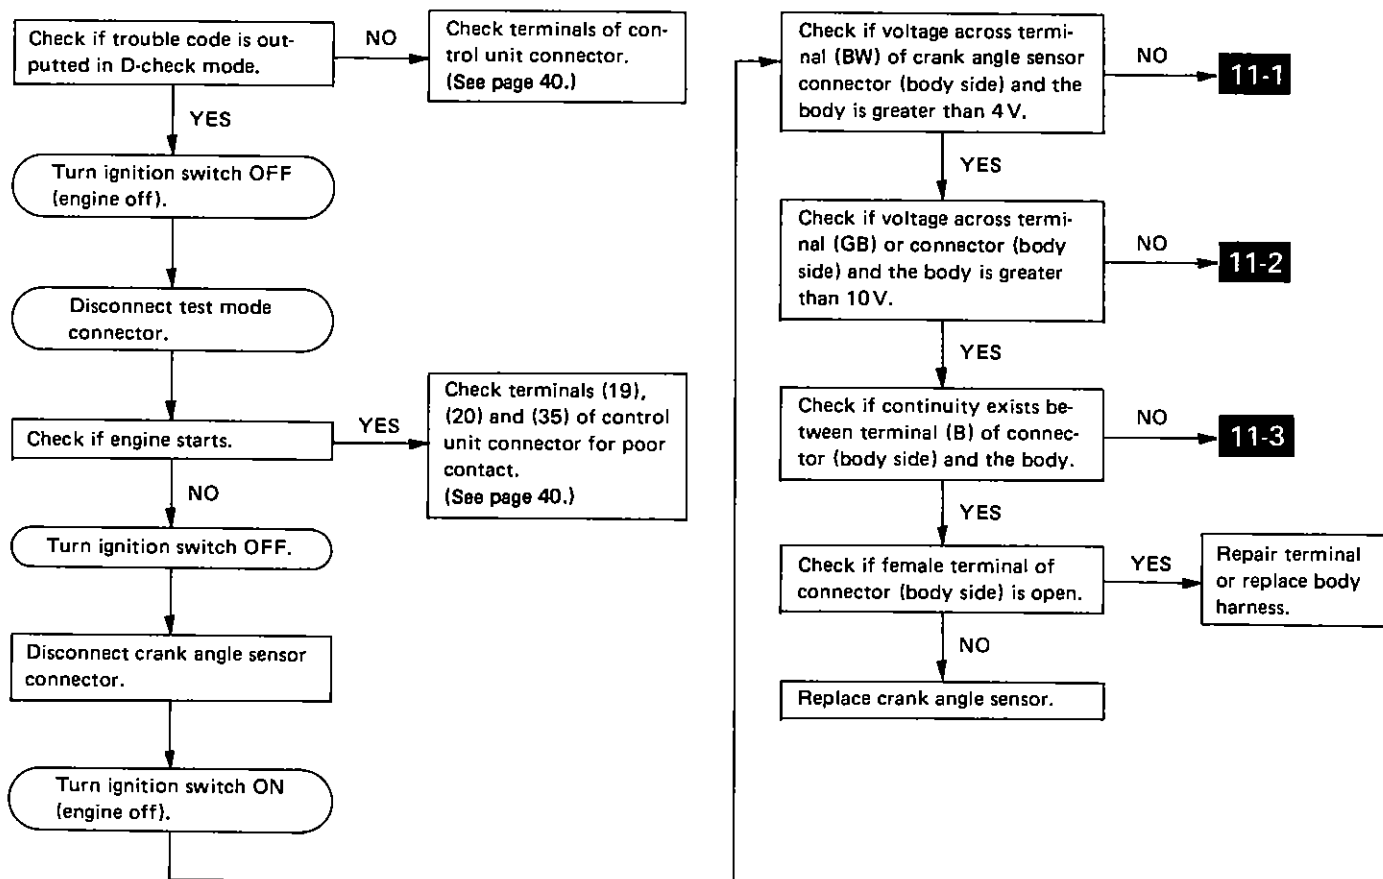 Check if trouble code is out-
putted in D-check mode.
NO
Check terminals of con-
trol unit connector.
(See page 40.)
YES
Turn ignition switch OFF
(engine off).
Disconnect test mode
connector.
Check if engine starts.
YES
Check terminals (19),
(20) and (35) of control
unit connector for poor
contact.
(See page 40.)
NO
Turn ignition switch OFF.
Disconnect crank angle sensor
connector.
Turn ignition switch ON
(engine off).
Check if voltage across termi-
nal (BW) of crank angle sensor
connector (body side) and the
body is greater than 4 V.
NO
11-1
YES
Check if voltage across termi-
nal (GB) or connector (body
side) and the body is greater
than 10 V.
NO
11-2
YES
Check if continuity exists be-
tween terminal (B) of connec-
tor (body side) and the body.
NO
11-3
YES
Check if female terminal of
connector (body side) is open.
YES
Repair terminal
or replace body
harness.
NO
Replace crank angle sensor.